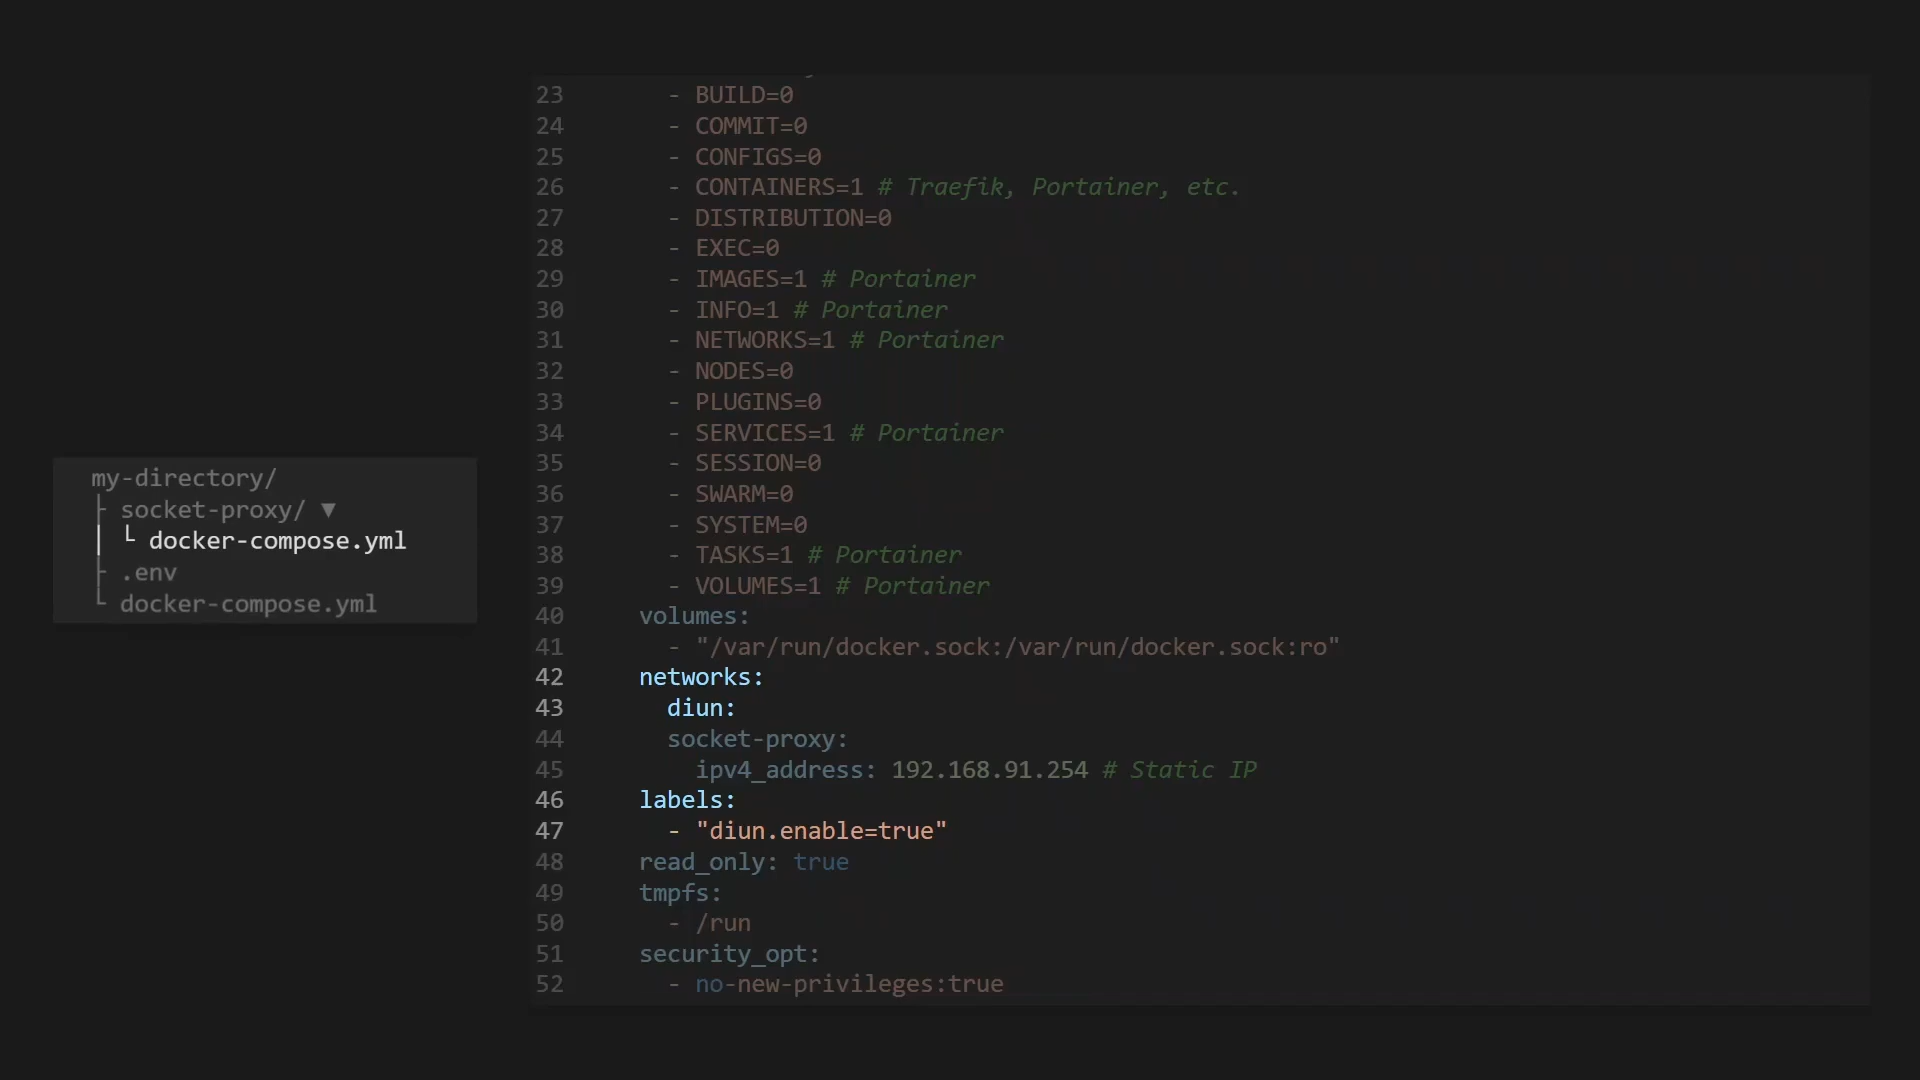 my-directory/
├ socket-proxy/ ▼
│ └ docker-compose.yml
├ .env
└ docker-compose.yml
23 - BUILD=0
24 - COMMIT=0
25 - CONFIGS=0
26 - CONTAINERS=1 # Traefik, Portainer, etc.
27 - DISTRIBUTION=0
28 - EXEC=0
29 - IMAGES=1 # Portainer
30 - INFO=1 # Portainer
31 - NETWORKS=1 # Portainer
32 - NODES=0
33 - PLUGINS=0
34 - SERVICES=1 # Portainer
35 - SESSION=0
36 - SWARM=0
37 - SYSTEM=0
38 - TASKS=1 # Portainer
39 - VOLUMES=1 # Portainer
40 volumes:
41 - "/var/run/docker.sock:/var/run/docker.sock:ro"
42 networks:
43 diun:
44 socket-proxy:
45 ipv4_address: 192.168.91.254 # Static IP
46 labels:
47 - "diun.enable=true"
48 read_only: true
49 tmpfs:
50 - /run
51 security_opt:
52 - no-new-privileges:true